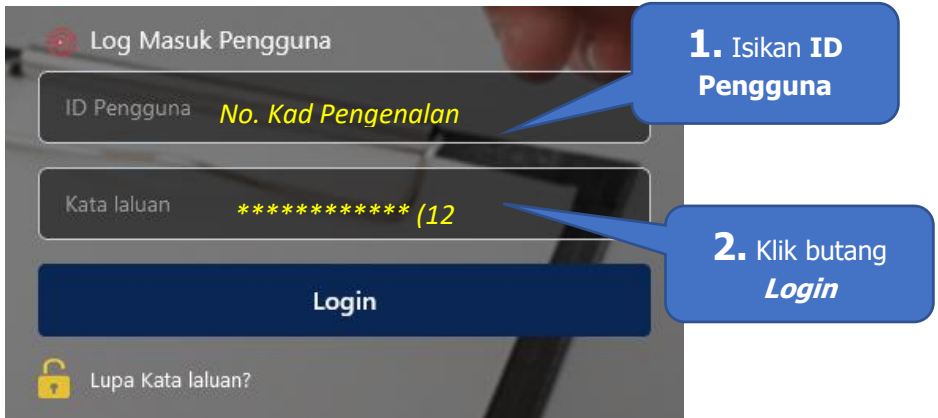 Log Masuk Pengguna
1. Isikan ID
Pengguna
ID Pengguna
No. Kad Pengenalan
Kata laluan
************ (12
2. Klik butang
Login
Login
Lupa Kata laluan?